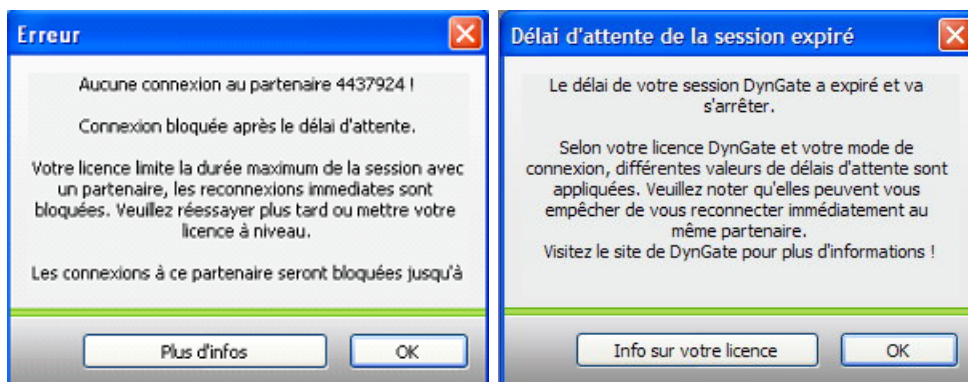 Erreur
Aucune connexion au partenaire 4437924 !
Connexion bloquée après le délai d'attente.
Votre licence limite la durée maximum de la session avec
un partenaire, les reconnexions immediates sont
bloquées. Veuillez réessayer plus tard ou mettre votre
licence à niveau.
Les connexions à ce partenaire seront bloquées jusqu'à
Plus d'infos
OK
Délai d'attente de la session expiré
Le délai de votre session DynGate a expiré et va
s'arrêter.
Selon votre licence DynGate et votre mode de
connexion, différentes valeurs de délais d'attente sont
appliquées. Veuillez noter qu'elles peuvent vous
empêcher de vous reconnecter immédiatement au
même partenaire.
Visitez le site de DynGate pour plus d'informations !
Info sur votre licence
OK